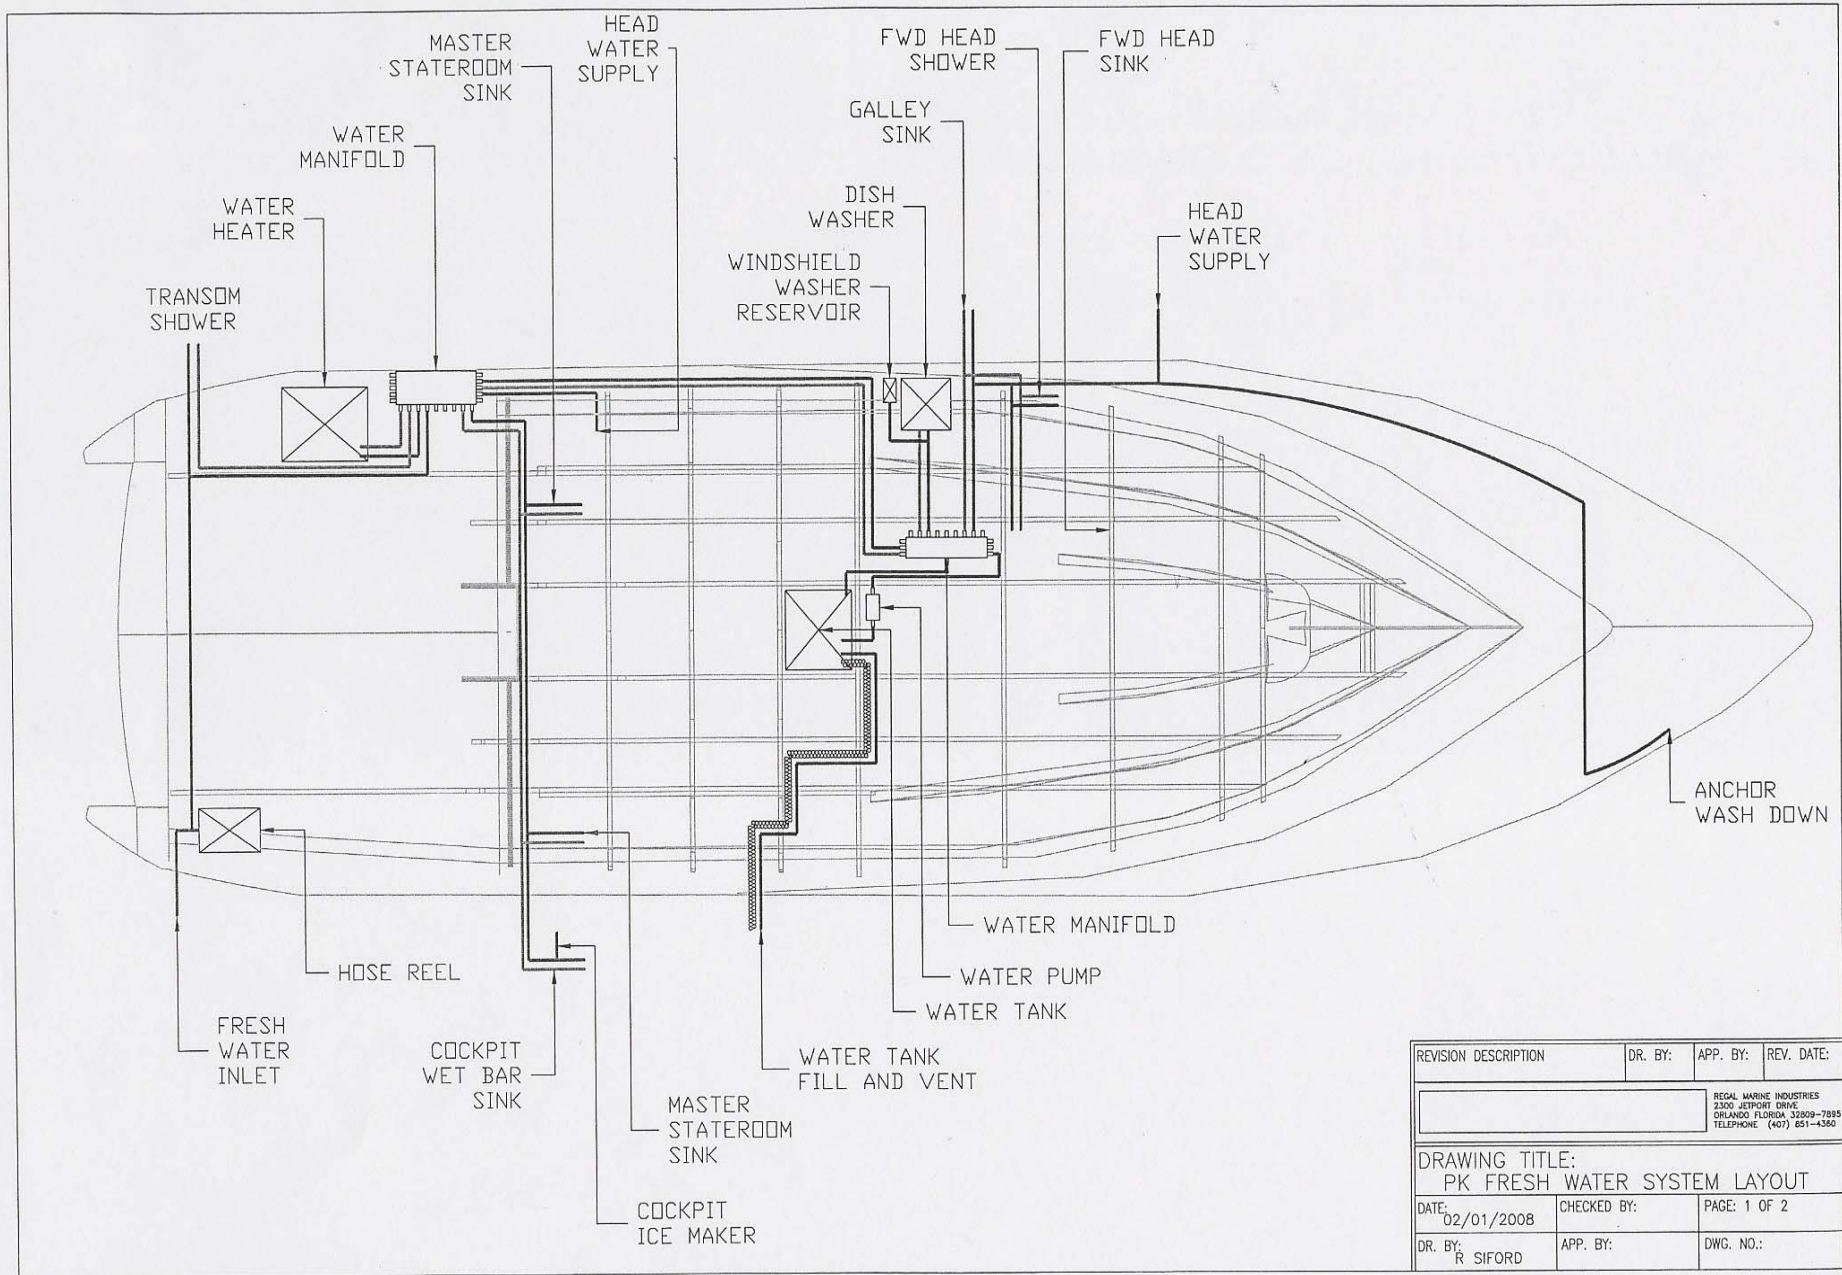 HEAD
WATER
SUPPLY
MASTER
STATEROOM
SINK
FWD HEAD
SHOWER
FWD HEAD
SINK
GALLEY
SINK
WATER
MANIFOLD
DISH
WASHER
WATER
HEATER
HEAD
WATER
SUPPLY
WINDSHIELD
WASHER
RESERVOIR
TRANSOM
SHOWER
ANCHOR
WASH DOWN
WATER MANIFOLD
HOSE REEL
WATER PUMP
WATER TANK
FRESH
WATER
INLET
COCKPIT
WET BAR
SINK
WATER TANK
FILL AND VENT
MASTER
STATEROOM
SINK
COCKPIT
ICE MAKER
REVISION DESCRIPTION DR. BY: APP. BY: REV. DATE:
REGAL MARINE INDUSTRIES
2300 JETPORT DRIVE
ORLANDO FLORIDA 32809-7895
TELEPHONE (407) 851-4360
DRAWING TITLE:
PK FRESH WATER SYSTEM LAYOUT
DATE: 02/01/2008 CHECKED BY: PAGE: 1 OF 2
DR. BY: R SIFORD APP. BY: DWG. NO.: